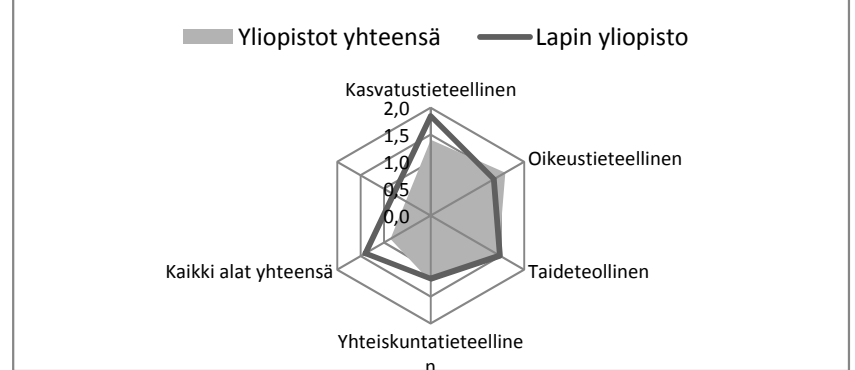 Yliopistot yhteensä Lapin yliopisto
Kasvatustieteellinen
2,0
1,5
Oikeustieteellinen
1,0
0,5
0,0
Kaikki alat yhteensä
Taideteollinen
Yhteiskuntatieteelline
n